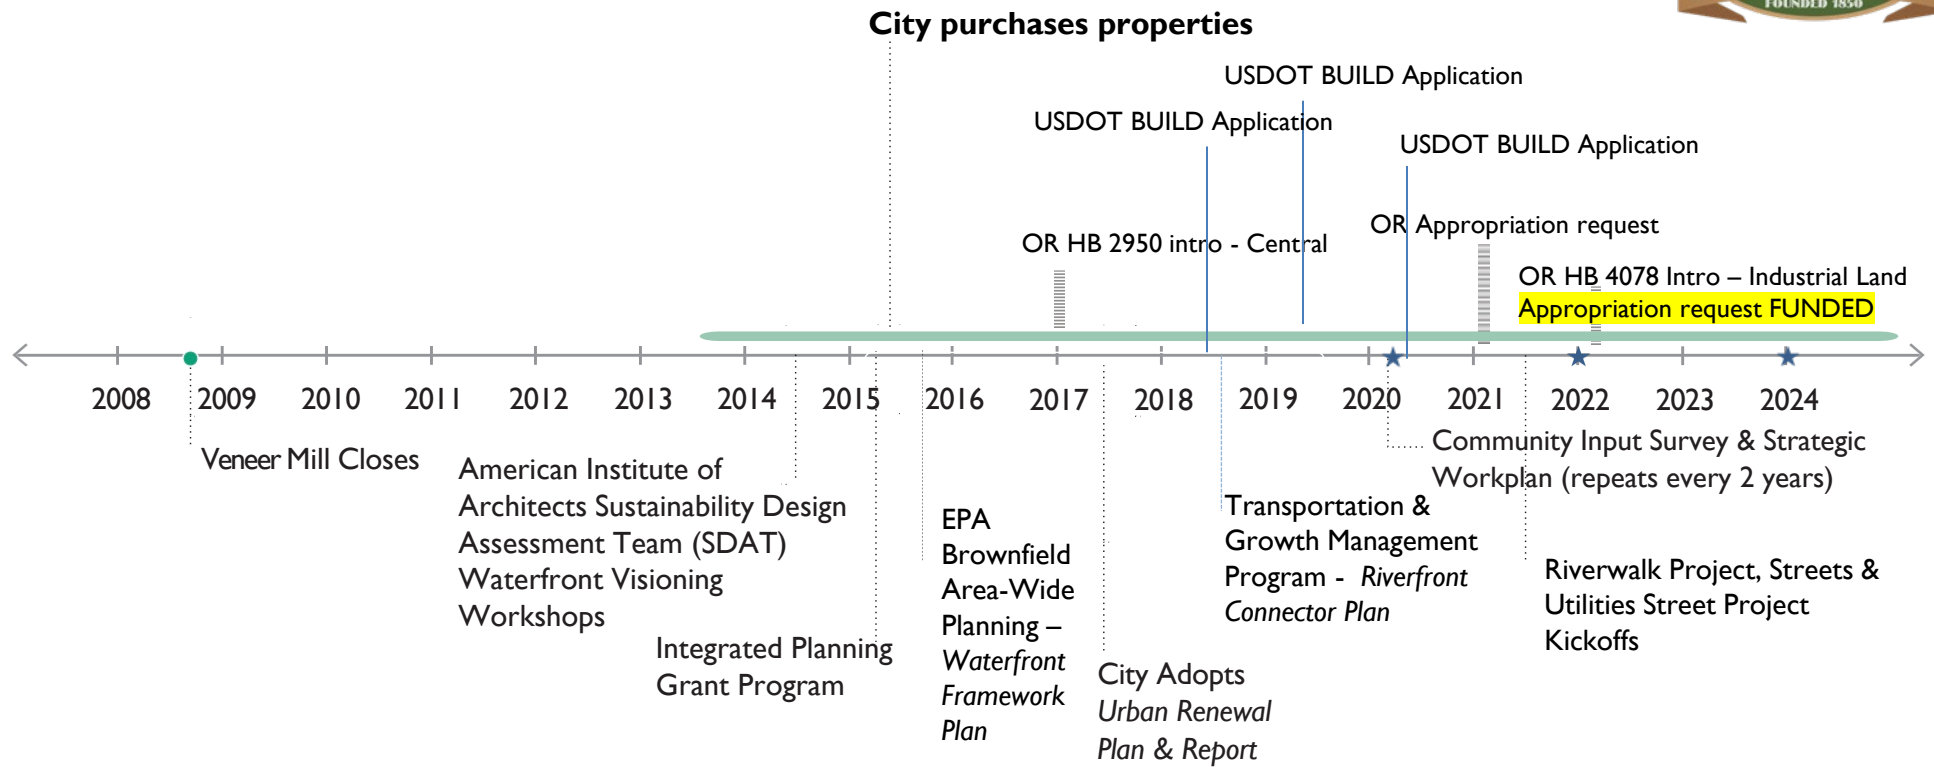 FOUNDED 1850
City purchases properties
USDOT BUILD Application
USDOT BUILD Application
USDOT BUILD Application
OR Appropriation request
OR HB 2950 intro - Central
OR HB 4078 Intro – Industrial Land
Appropriation request FUNDED
2008 2009 2010 2011 2012 2013 2014 2015 2016 2017 2018 2019 2020 2021 2022 2023 2024
Veneer Mill Closes
American Institute of
Architects Sustainability Design
Assessment Team (SDAT)
Waterfront Visioning
Workshops
Integrated Planning
Grant Program
EPA
Brownfield
Area-Wide
Planning –
Waterfront
Framework
Plan
City Adopts
Urban Renewal
Plan & Report
Transportation &
Growth Management
Program - Riverfront
Connector Plan
Community Input Survey & Strategic
Workplan (repeats every 2 years)
Riverwalk Project, Streets &
Utilities Street Project
Kickoffs